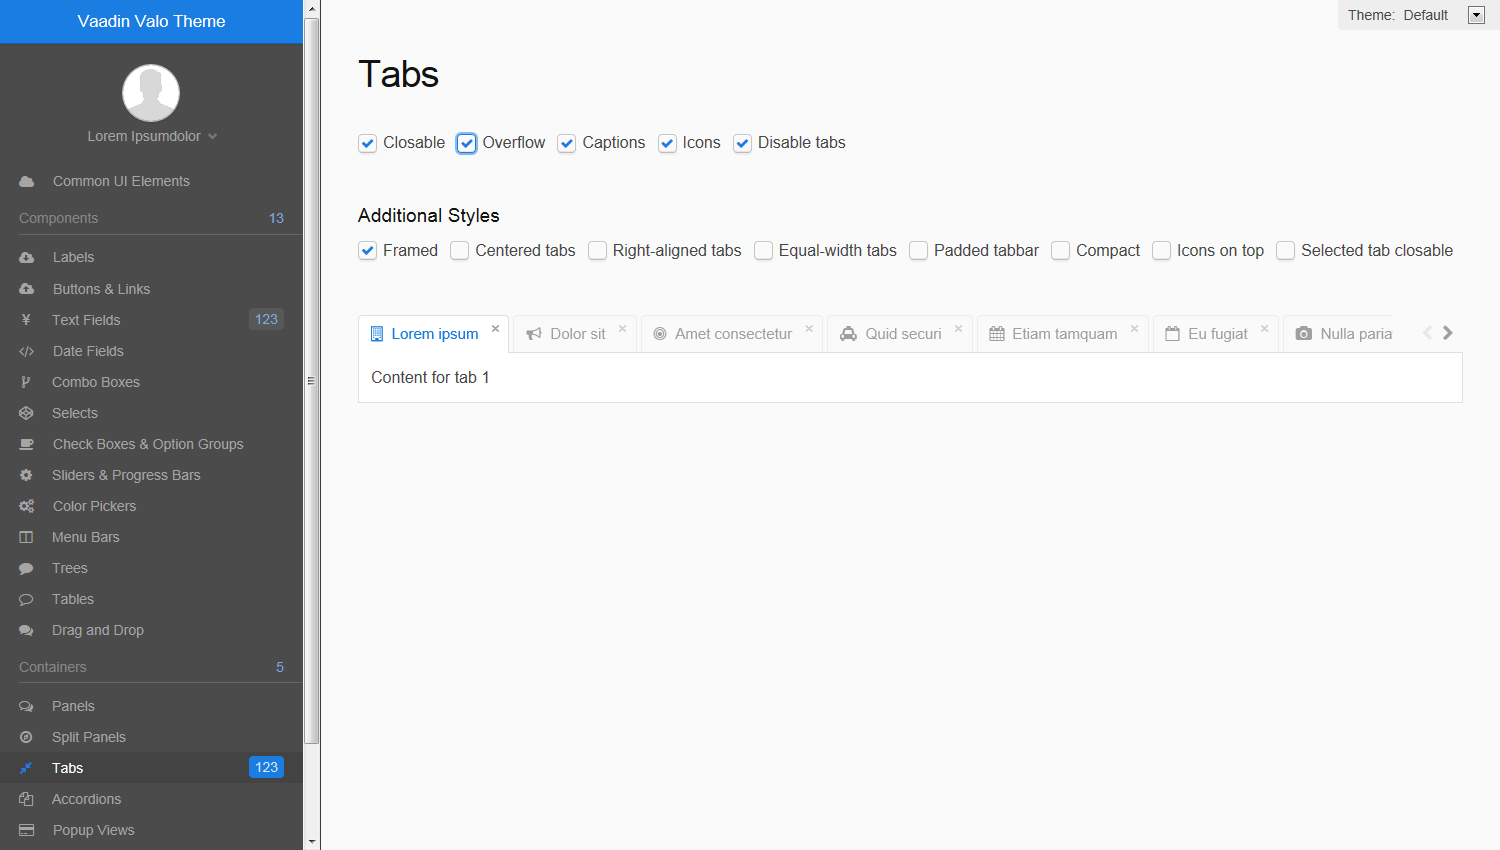 Vaadin Valo Theme
Lorem Ipsumdolor
Common UI Elements
Components 13
Labels
Buttons & Links
Text Fields 123
Date Fields
Combo Boxes
Selects
Check Boxes & Option Groups
Sliders & Progress Bars
Color Pickers
Menu Bars
Trees
Tables
Drag and Drop
Containers 5
Panels
Split Panels
Tabs 123
Accordions
Popup Views
Theme: Default
Tabs
Closable Overflow Captions Icons Disable tabs
Additional Styles
Framed Centered tabs Right-aligned tabs Equal-width tabs Padded tabbar Compact Icons on top Selected tab closable
Lorem ipsum Dolor sit Amet consectetur Quid securi Etiam tamquam Eu fugiat Nulla paria
Content for tab 1